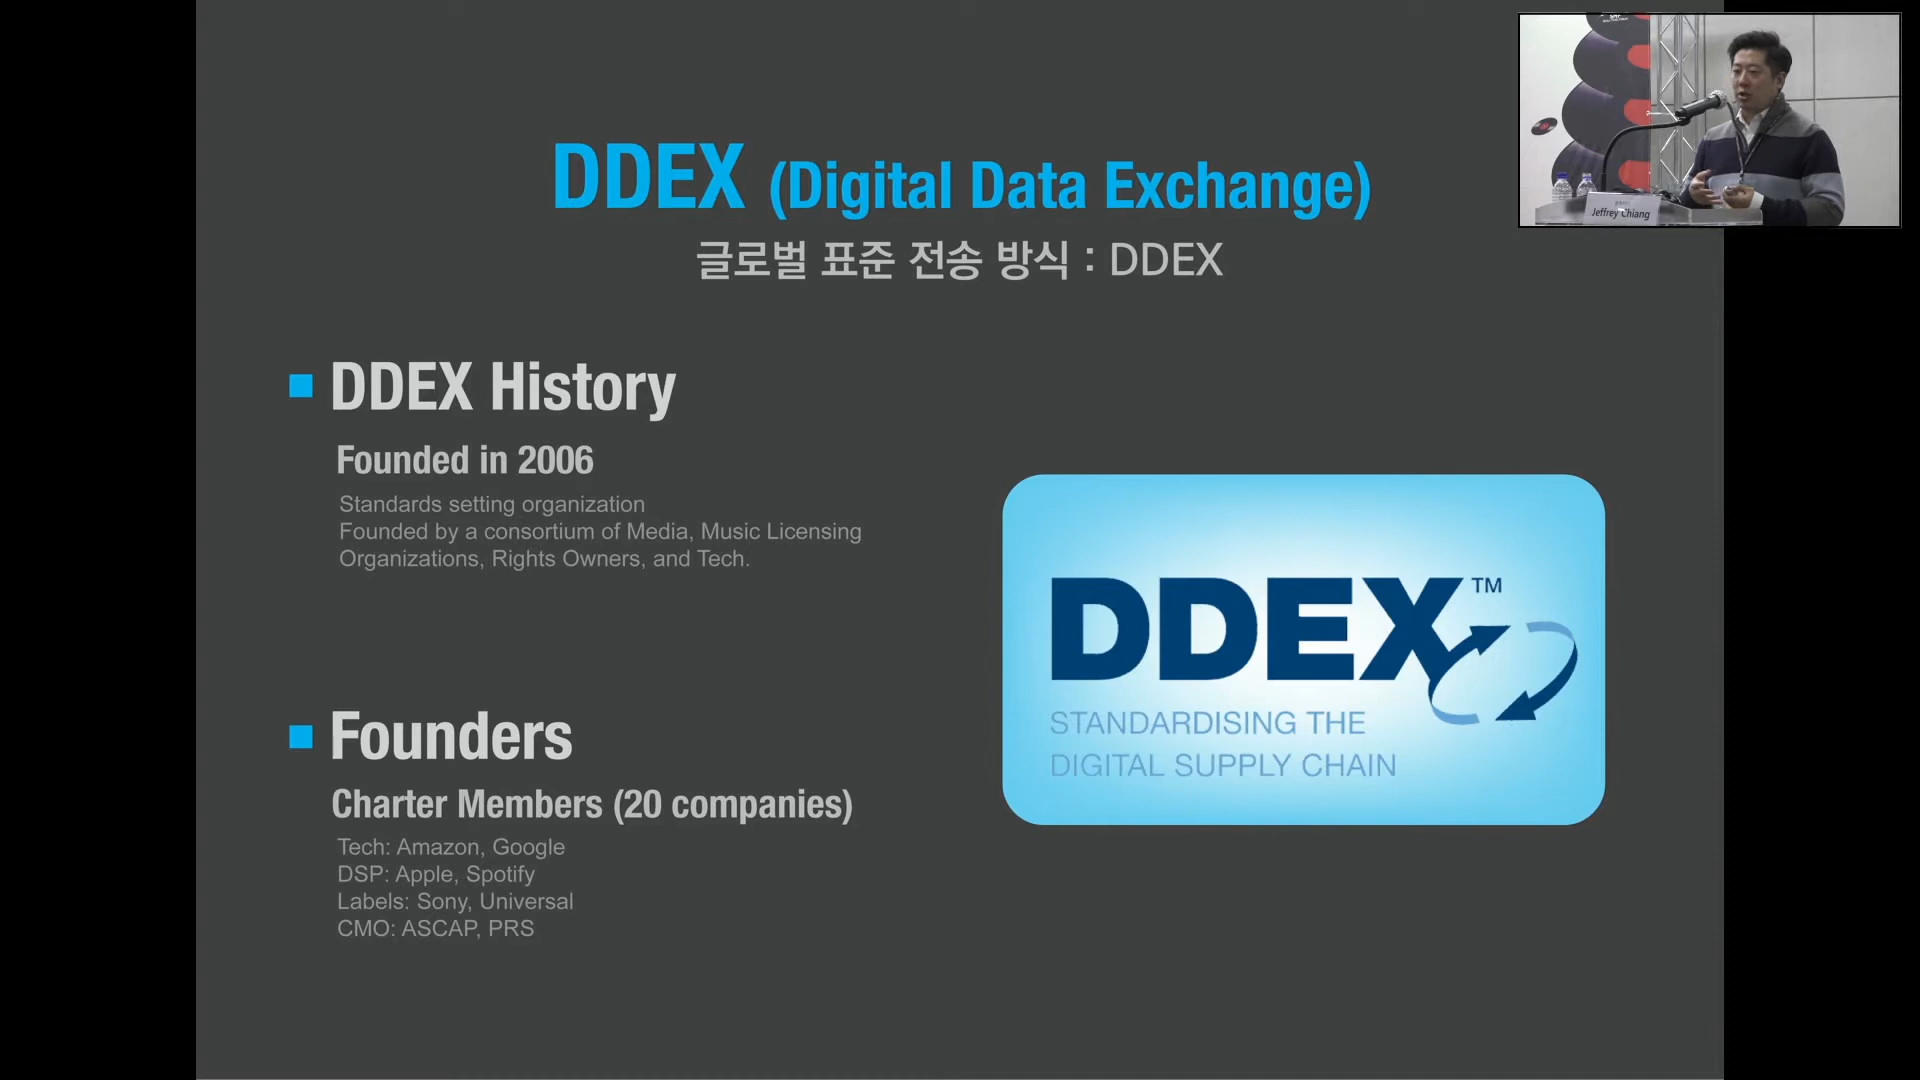 DDEX (Digital Data Exchange)
글로벌 표준 전송 방식 : DDEX
DDEX History
Founded in 2006
Standards setting organization
Founded by a consortium of Media, Music Licensing
Organizations, Rights Owners, and Tech.
Founders
Charter Members (20 companies)
Tech: Amazon, Google
DSP: Apple, Spotify
Labels: Sony, Universal
CMO: ASCAP, PRS
DDEX™
STANDARDISING THE
DIGITAL SUPPLY CHAIN
Jeffrey Chiang